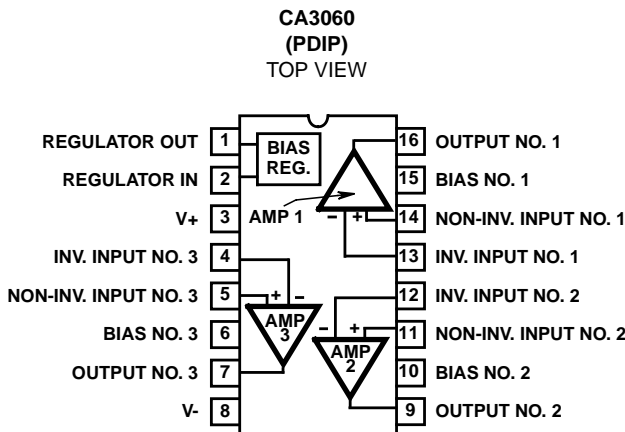 CA3060
(PDIP)
TOP VIEW
REGULATOR OUT 1 BIAS REG. 16 OUTPUT NO. 1
REGULATOR IN 2 15 BIAS NO. 1
V+ 3 AMP 1 − + 14 NON-INV. INPUT NO. 1
INV. INPUT NO. 3 4 13 INV. INPUT NO. 1
NON-INV. INPUT NO. 3 5 + − 12 INV. INPUT NO. 2
BIAS NO. 3 6 AMP 3 − + 11 NON-INV. INPUT NO. 2
OUTPUT NO. 3 7 AMP 2 10 BIAS NO. 2
V- 8 9 OUTPUT NO. 2